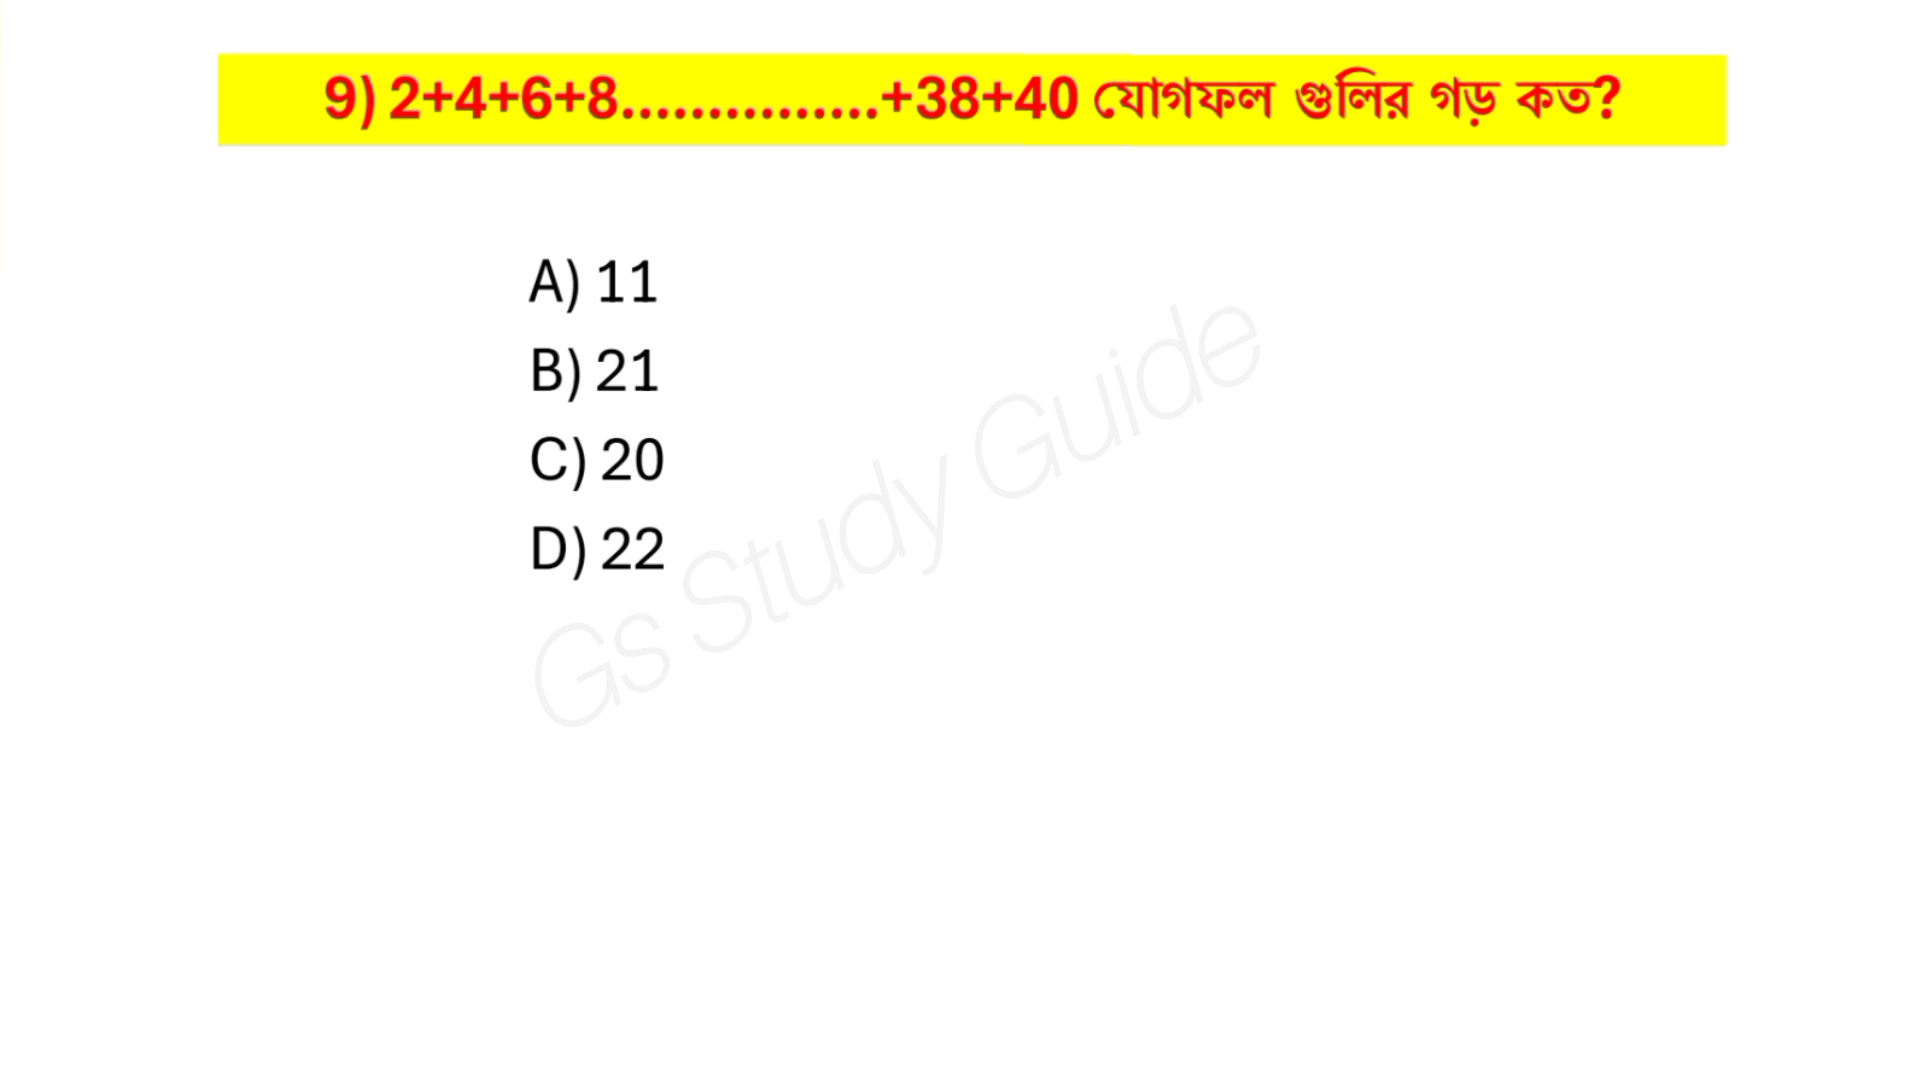 9) 2+4+6+8...............+38+40 যোগফল গুলির গড় কত?
A) 11
B) 21
C) 20
D) 22
Gs Study Guide